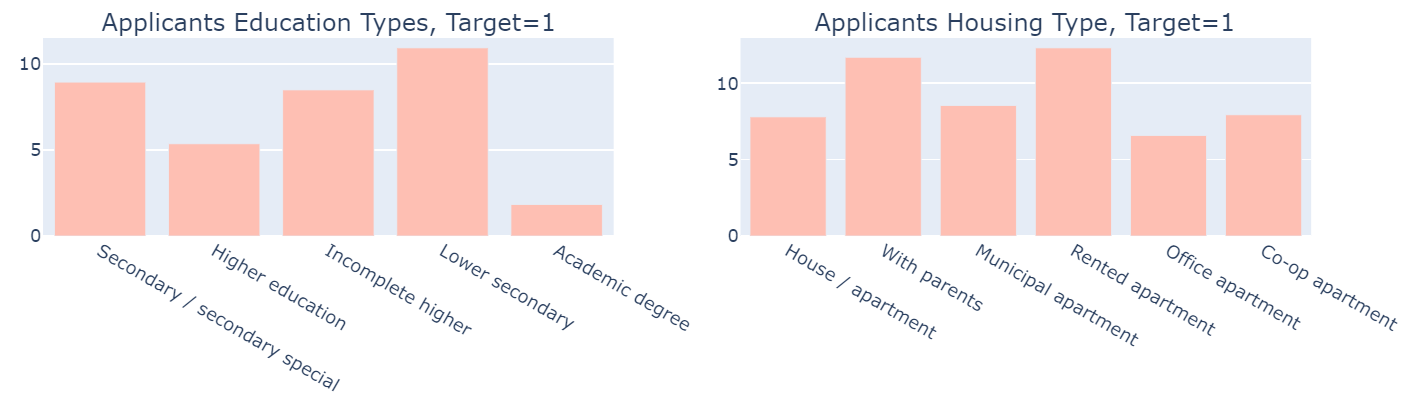 Applicants Education Types, Target=1
10
5
0
Secondary / secondary special
Higher education
Incomplete higher
Lower secondary
Academic degree
Applicants Housing Type, Target=1
10
5
0
House / apartment
With parents
Municipal apartment
Rented apartment
Office apartment
Co-op apartment